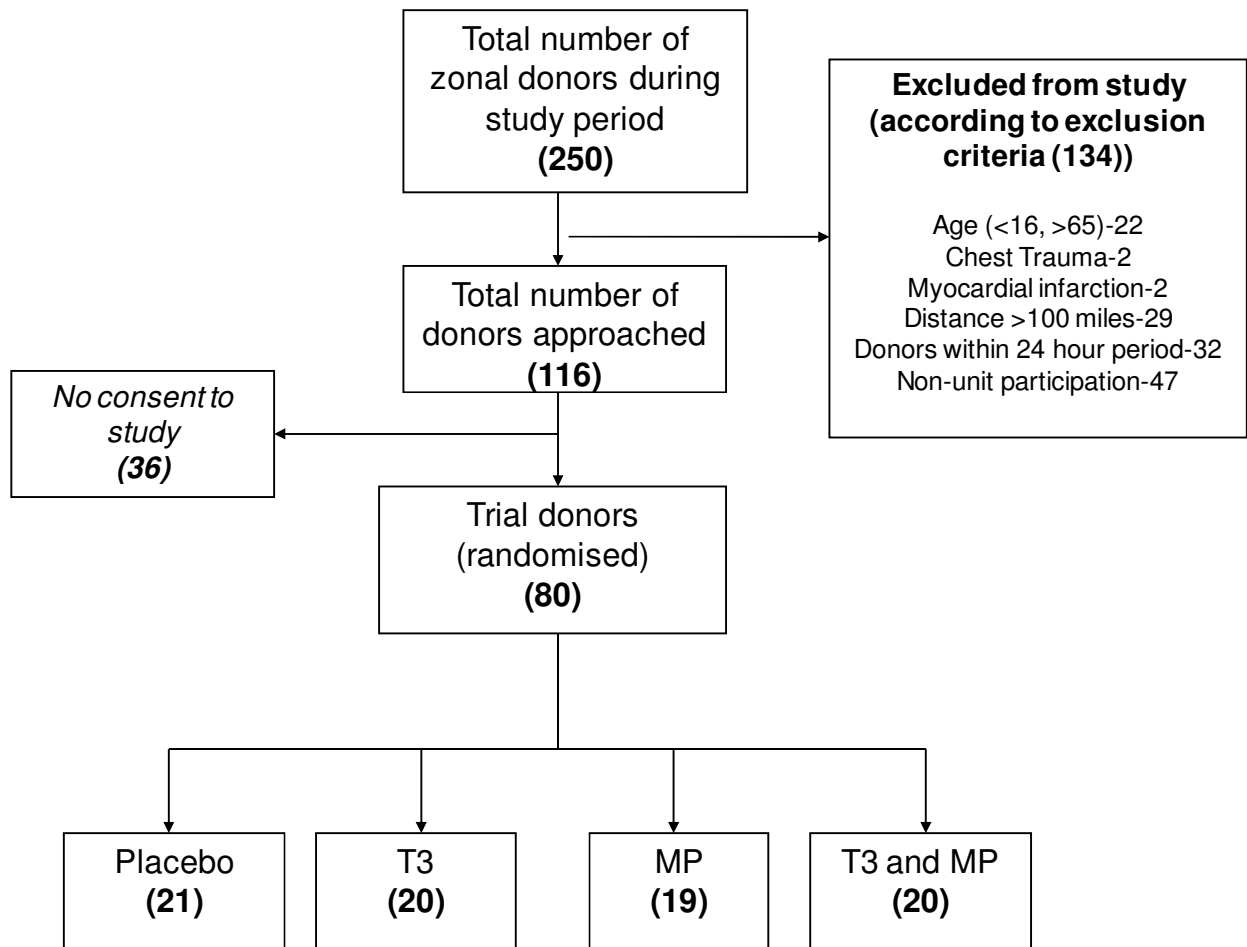 Total number of
zonal donors during
study period
(250)
Excluded from study
(according to exclusion
criteria (134))
Age (<16, >65)-22
Chest Trauma-2
Myocardial infarction-2
Distance >100 miles-29
Donors within 24 hour period-32
Non-unit participation-47
Total number of
donors approached
(116)
No consent to
study
(36)
Trial donors
(randomised)
(80)
Placebo
(21)
T3
(20)
MP
(19)
T3 and MP
(20)